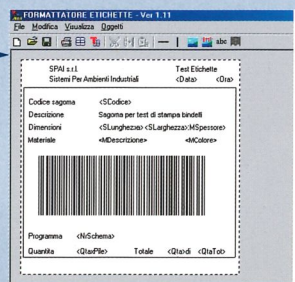 FORMATTATORE ETICHETTE - Ver 1.11
File Modifica Visualizza Oggetti
abc
SPAI s.r.l. Test Etichette
Sistemi Per Ambienti Industriali <Data> <Ora>
Codice sagoma <SCodice>
Descrizione Sagoma per test di stampa bindelli
Dimensioni <SLunghezza> <SLarghezza> <MSpessore>
Materiale <MDescrizione> <MColore>
Programma <NrSchema>
Quantita <QtaxPile> Totale <Qta>di <QtaTot>